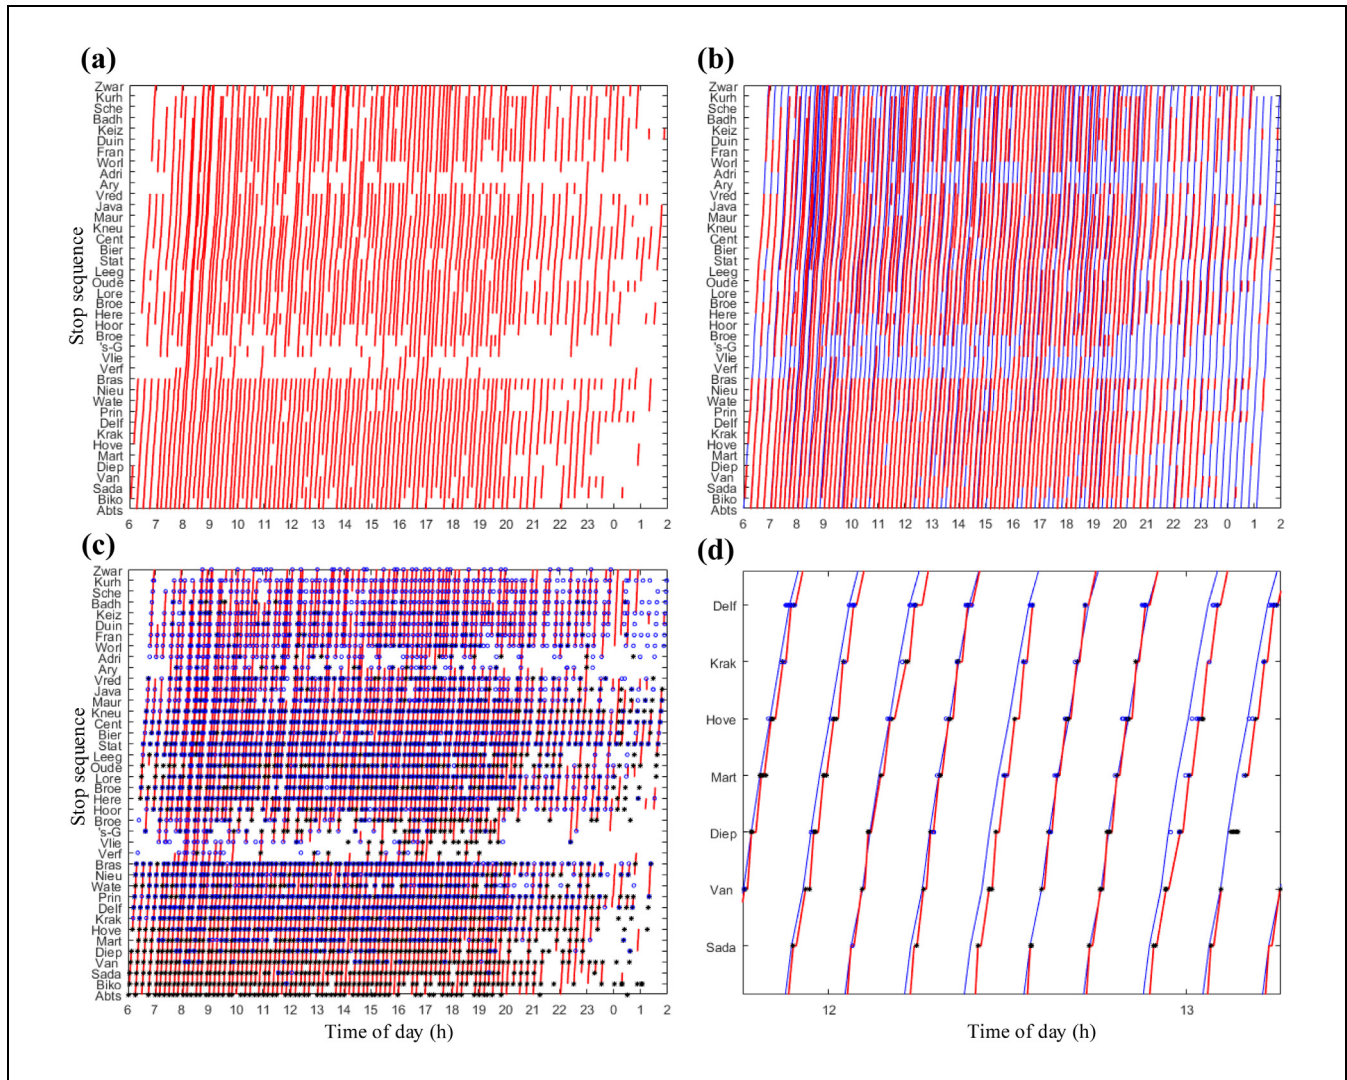 (a)
Zwar
Kurh
Sche
Badh
Keiz
Duin
Fran
Worl
Adri
Ary
Vred
Java
Maur
Kneu
Cent
Bier
Stat
Leeg
Oude
Lore
Broe
Here
Hoor
Broe
's-G
Vlie
Verf
Bras
Nieu
Wate
Prin
Delf
Krak
Hove
Mart
Diep
Van
Sada
Biko
Abts
Stop sequence
6 7 8 9 10 11 12 13 14 15 16 17 18 19 20 21 22 23 0 1 2
(b)
Zwar
Kurh
Sche
Badh
Keiz
Duin
Fran
Worl
Adri
Ary
Vred
Java
Maur
Kneu
Cent
Bier
Stat
Leeg
Oude
Lore
Broe
Here
Hoor
Broe
's-G
Vlie
Verf
Bras
Nieu
Wate
Prin
Delf
Krak
Hove
Mart
Diep
Van
Sada
Biko
Abts
6 7 8 9 10 11 12 13 14 15 16 17 18 19 20 21 22 23 0 1 2
(c)
Zwar
Kurh
Sche
Badh
Keiz
Duin
Fran
Worl
Adri
Ary
Vred
Java
Maur
Kneu
Cent
Bier
Stat
Leeg
Oude
Lore
Broe
Here
Hoor
Broe
's-G
Vlie
Verf
Bras
Nieu
Wate
Prin
Delf
Krak
Hove
Mart
Diep
Van
Sada
Biko
Abts
Stop sequence
6 7 8 9 10 11 12 13 14 15 16 17 18 19 20 21 22 23 0 1 2
Time of day (h)
(d)
Delf
Krak
Hove
Mart
Diep
Van
Sada
12 13
Time of day (h)